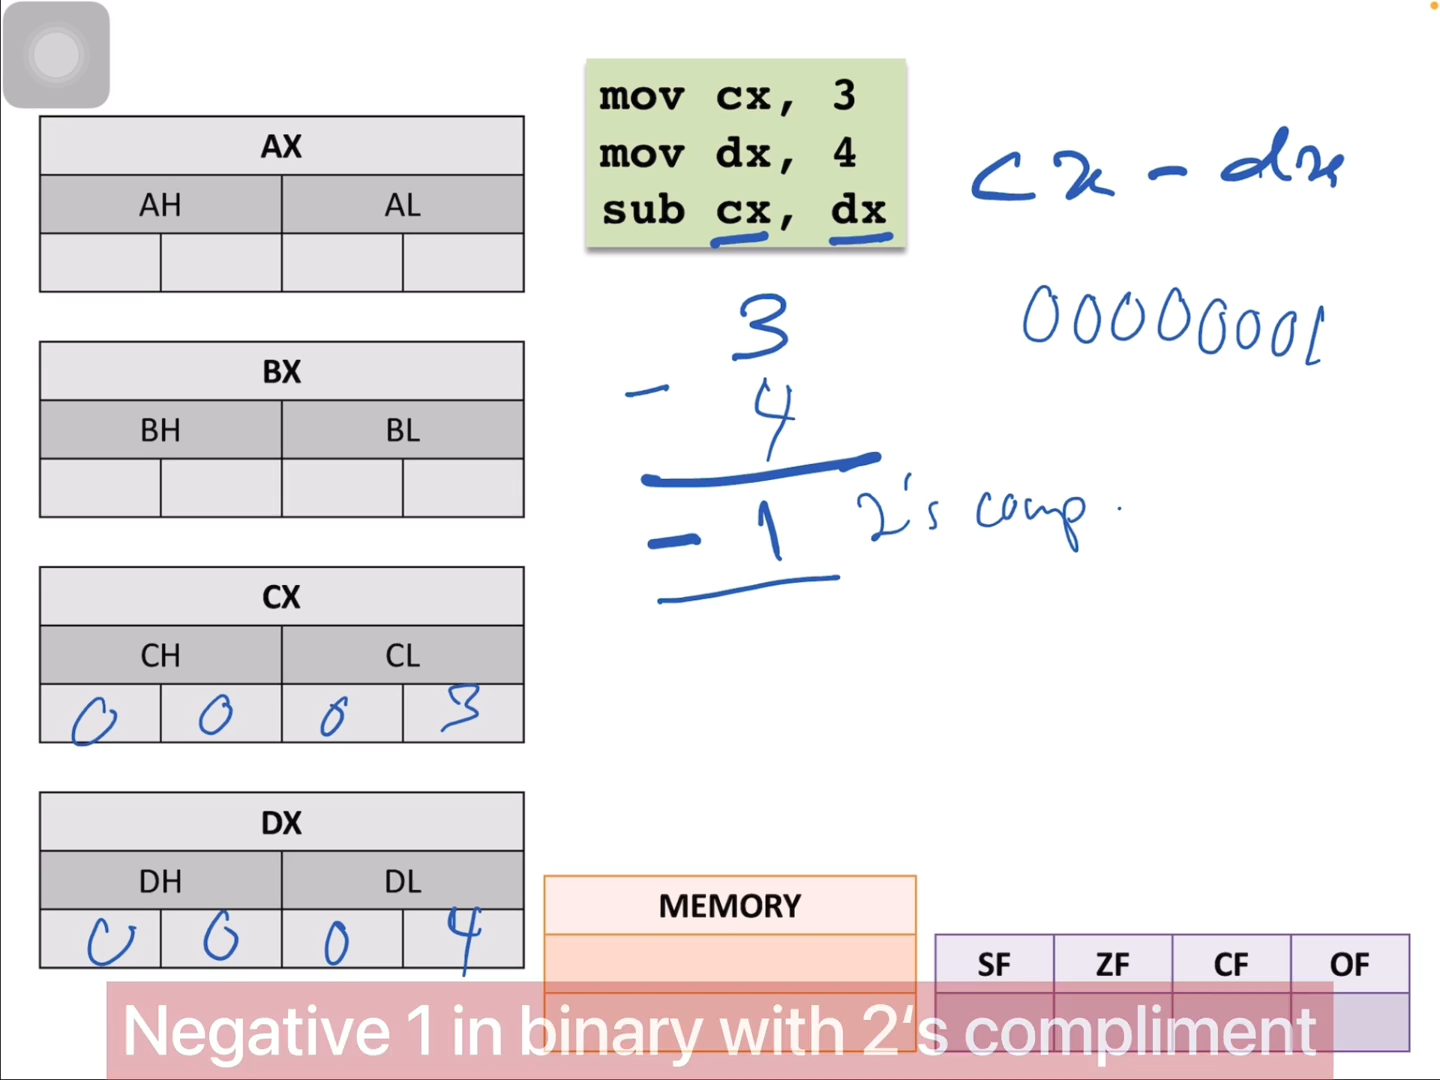 AX
AH AL
BX
BH BL
CX
CH CL
0 0 0 3
DX
DH DL
0 0 0 4
mov cx, 3
mov dx, 4
sub cx, dx
cx - dx
3
- 4
- 1 2's comp.
00000001
MEMORY
SF ZF CF OF
Negative 1 in binary with 2‘s compliment